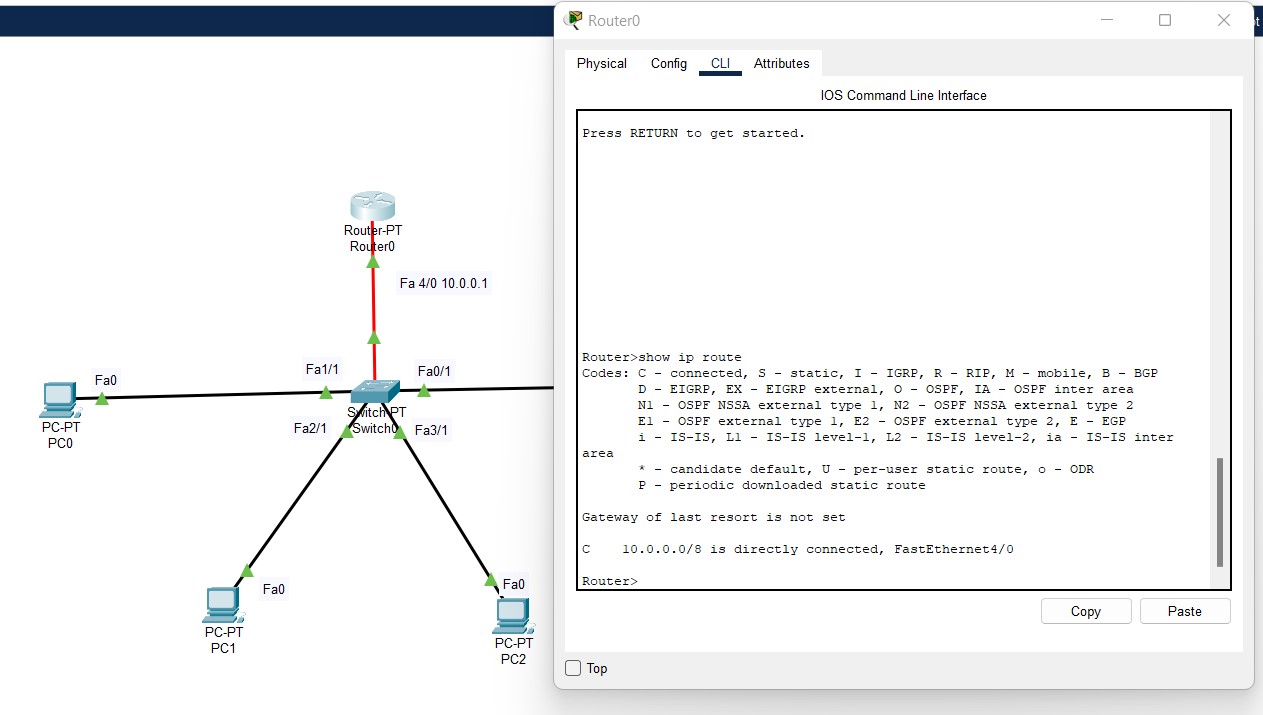 Router0
Physical Config CLI Attributes
IOS Command Line Interface
Press RETURN to get started.
Router>show ip route
Codes: C - connected, S - static, I - IGRP, R - RIP, M - mobile, B - BGP
D - EIGRP, EX - EIGRP external, O - OSPF, IA - OSPF inter area
N1 - OSPF NSSA external type 1, N2 - OSPF NSSA external type 2
E1 - OSPF external type 1, E2 - OSPF external type 2, E - EGP
i - IS-IS, L1 - IS-IS level-1, L2 - IS-IS level-2, ia - IS-IS inter
area
* - candidate default, U - per-user static route, o - ODR
P - periodic downloaded static route
Gateway of last resort is not set
C 10.0.0.0/8 is directly connected, FastEthernet4/0
Router>
Copy Paste
Top
Router-PT
Router0
Fa 4/0 10.0.0.1
Fa1/1
Fa0/1
Fa0
PC-PT
PC0
Switch-PT
Switch0
Fa2/1
Fa3/1
Fa0
PC-PT
PC1
Fa0
PC-PT
PC2